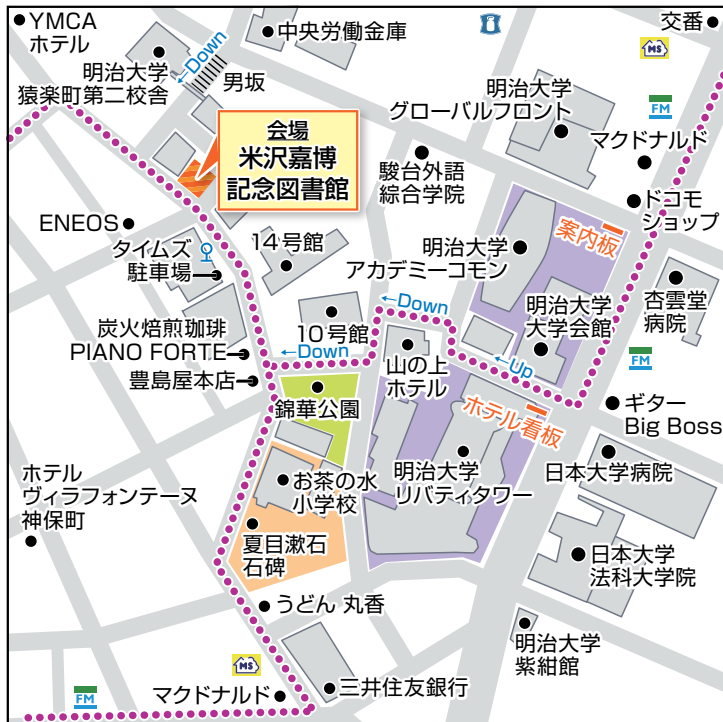 YMCA
ホテル
中央労働金庫
交番
MS
FM
明治大学
猿楽町第二校舎
←Down
男坂
明治大学
グローバルフロント
マクドナルド
会場
米沢嘉博
記念図書館
駿台外語
綜合学院
ドコモ
ショップ
案内板
ENEOS
タイムズ
駐車場
14号館
明治大学
アカデミーコモン
杏雲堂
病院
明治大学
大学会館
←Down
炭火焙煎珈琲
PIANO FORTE
10号館
←Down
山の上
ホテル
←Up
FM
豊島屋本店
錦華公園
ホテル看板
ギター
Big Boss
ホテル
ヴィラフォンテーヌ
神保町
お茶の水
小学校
明治大学
リバティタワー
日本大学病院
夏目漱石
石碑
日本大学
法科大学院
うどん 丸香
明治大学
紫紺館
MS
FM
マクドナルド
三井住友銀行